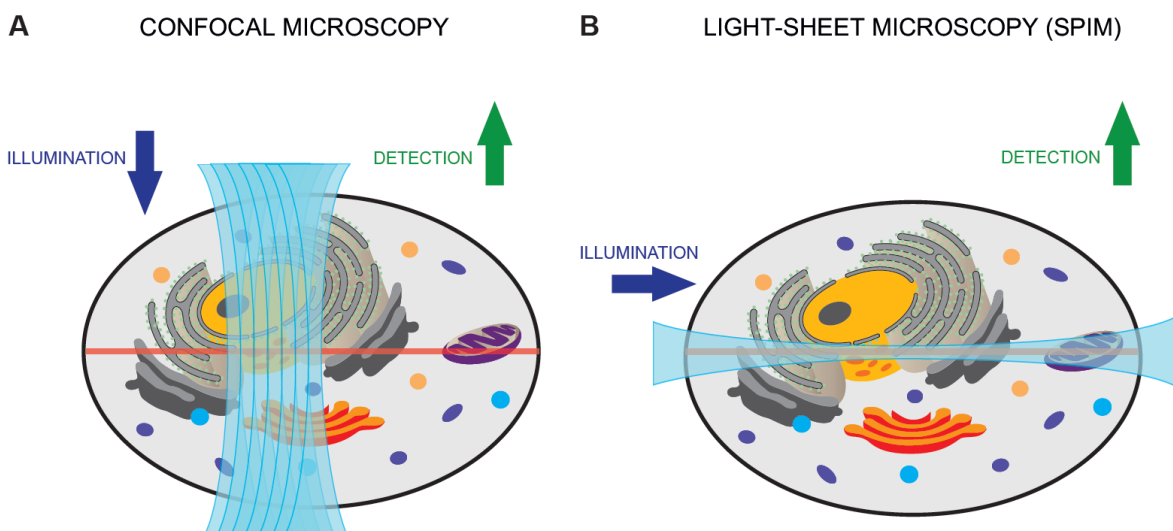 A
CONFOCAL MICROSCOPY
ILLUMINATION
DETECTION
B
LIGHT-SHEET MICROSCOPY (SPIM)
DETECTION
ILLUMINATION